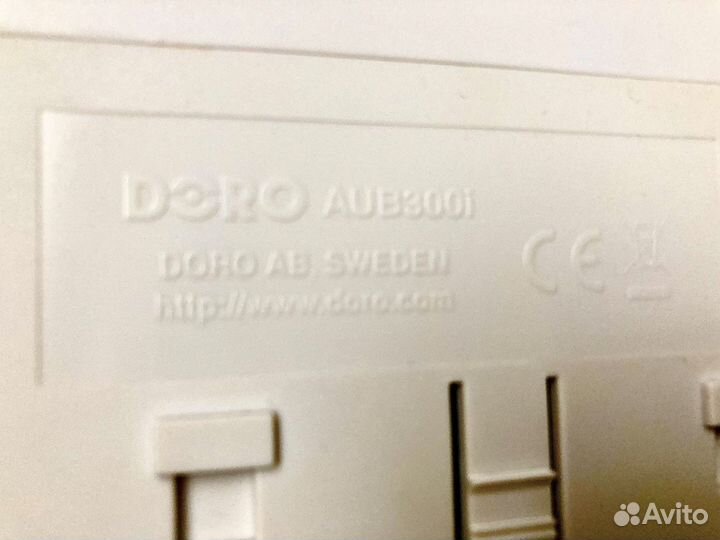 DORO AUB300i
DORO AB, SWEDEN
http://www.doro.com
CE
Avito